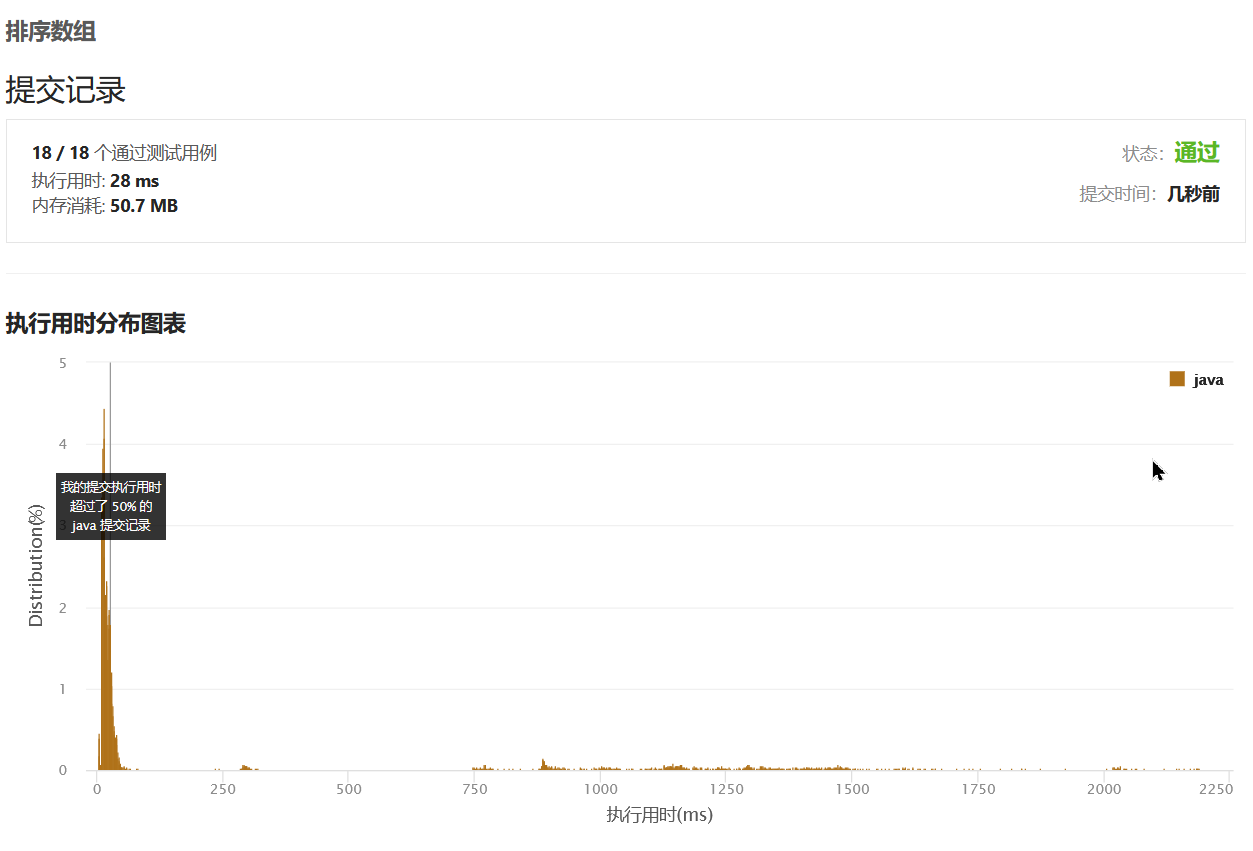 排序数组
提交记录
18 / 18 个通过测试用例
状态：通过
执行用时: 28 ms
提交时间：几秒前
内存消耗: 50.7 MB
执行用时分布图表
java
5
4
3
2
1
0
Distribution(%)
我的提交执行用时
超过了 50% 的
java 提交记录
0 250 500 750 1000 1250 1500 1750 2000 2250
执行用时(ms)